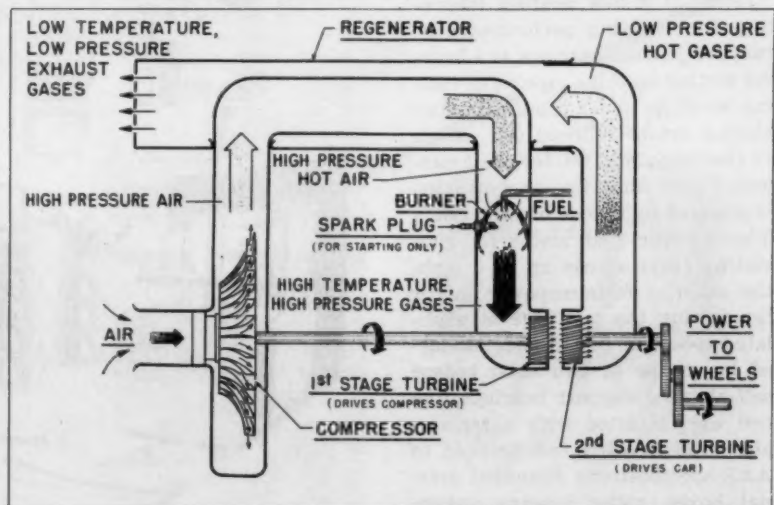 LOW TEMPERATURE,
LOW PRESSURE
EXHAUST
GASES
REGENERATOR
LOW PRESSURE
HOT GASES
HIGH PRESSURE
HOT AIR
HIGH PRESSURE AIR
BURNER
FUEL
SPARK PLUG
(FOR STARTING ONLY)
HIGH TEMPERATURE,
HIGH PRESSURE GASES
AIR
POWER
TO
WHEELS
1ST STAGE TURBINE
(DRIVES COMPRESSOR)
COMPRESSOR
2nd STAGE TURBINE
(DRIVES CAR)